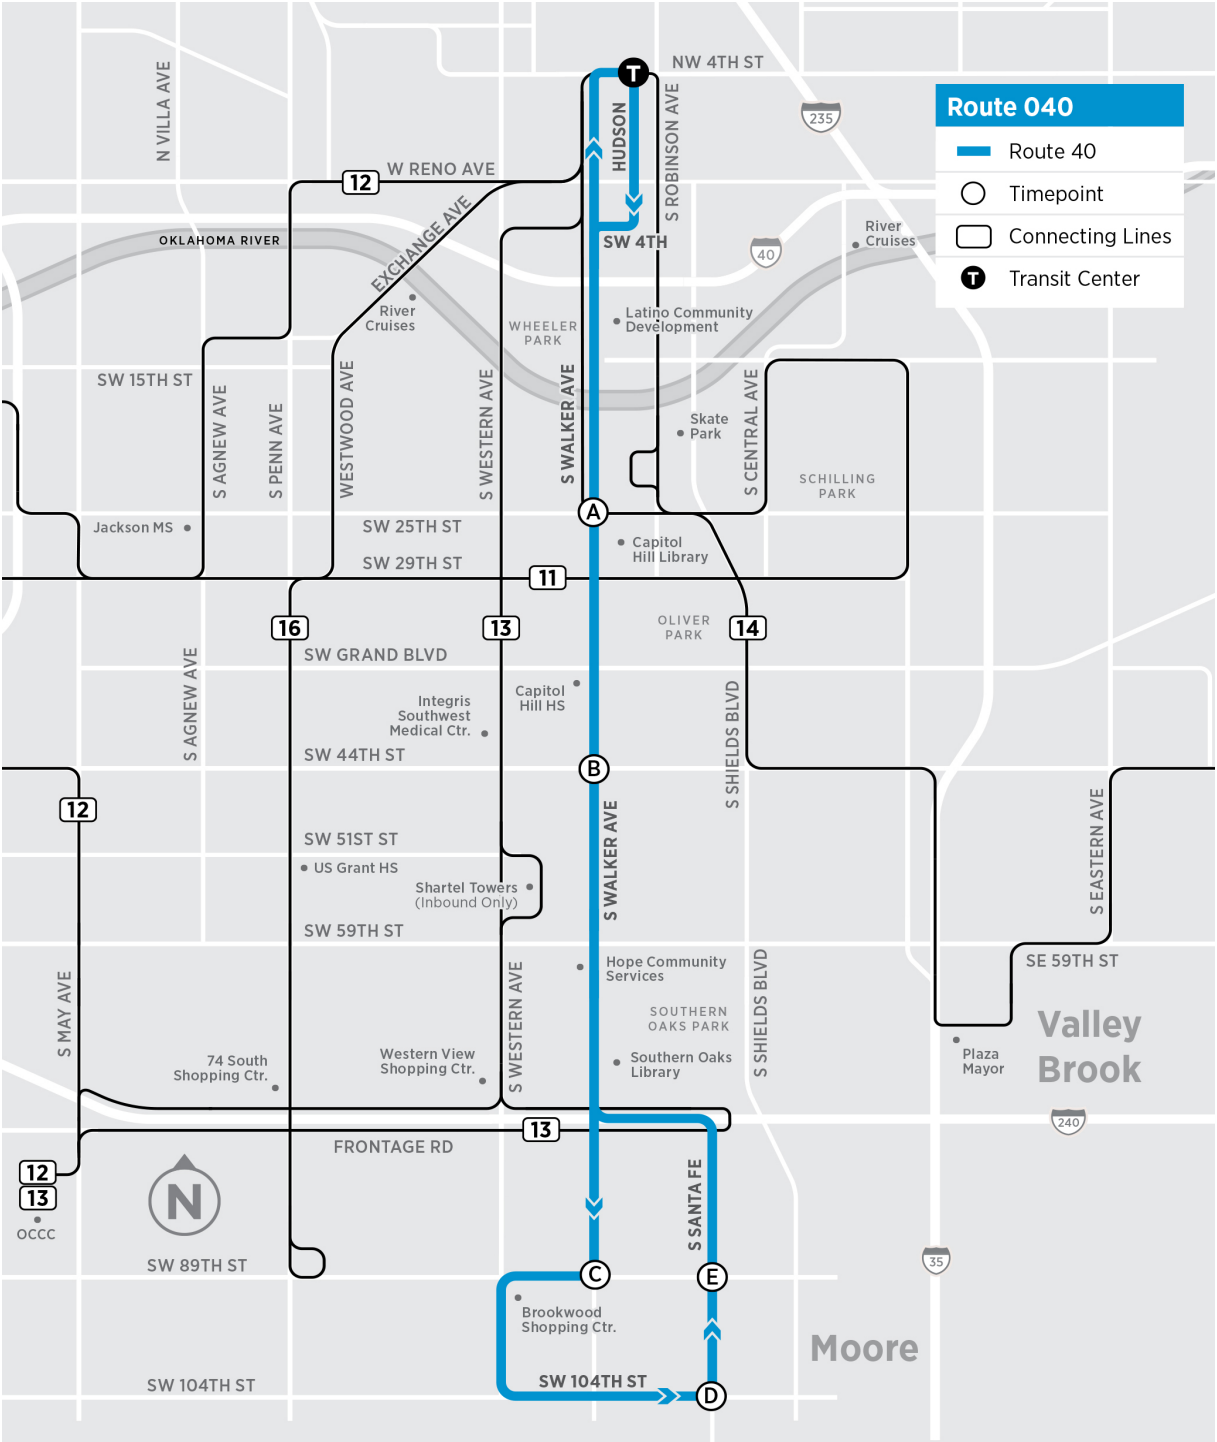 NW 4TH ST
T
N VILLA AVE
HUDSON
S ROBINSON AVE
235
Route 040
Route 40
Timepoint
Connecting Lines
T
Transit Center
W RENO AVE
12
EXCHANGE AVE
OKLAHOMA RIVER
SW 4TH
40
River
Cruises
River
Cruises
WHEELER
PARK
Latino Community
Development
SW 15TH ST
S AGNEW AVE
S PENN AVE
WESTWOOD AVE
S WESTERN AVE
S WALKER AVE
Skate
Park
S CENTRAL AVE
SCHILLING
PARK
Jackson MS
SW 25TH ST
A
Capitol
Hill Library
SW 29TH ST
11
16
13
14
OLIVER
PARK
SW GRAND BLVD
S AGNEW AVE
Integris
Southwest
Medical Ctr.
Capitol
Hill HS
S SHIELDS BLVD
SW 44TH ST
B
12
S WALKER AVE
S EASTERN AVE
SW 51ST ST
US Grant HS
Shartel Towers
(Inbound Only)
SW 59TH ST
SE 59TH ST
Hope Community
Services
S MAY AVE
S WESTERN AVE
SOUTHERN
OAKS PARK
S SHIELDS BLVD
Valley
Brook
74 South
Shopping Ctr.
Western View
Shopping Ctr.
Southern Oaks
Library
Plaza
Mayor
240
13
FRONTAGE RD
12
13
OCCC
N
S SANTA FE
SW 89TH ST
C
E
35
Brookwood
Shopping Ctr.
Moore
SW 104TH ST
SW 104TH ST
D